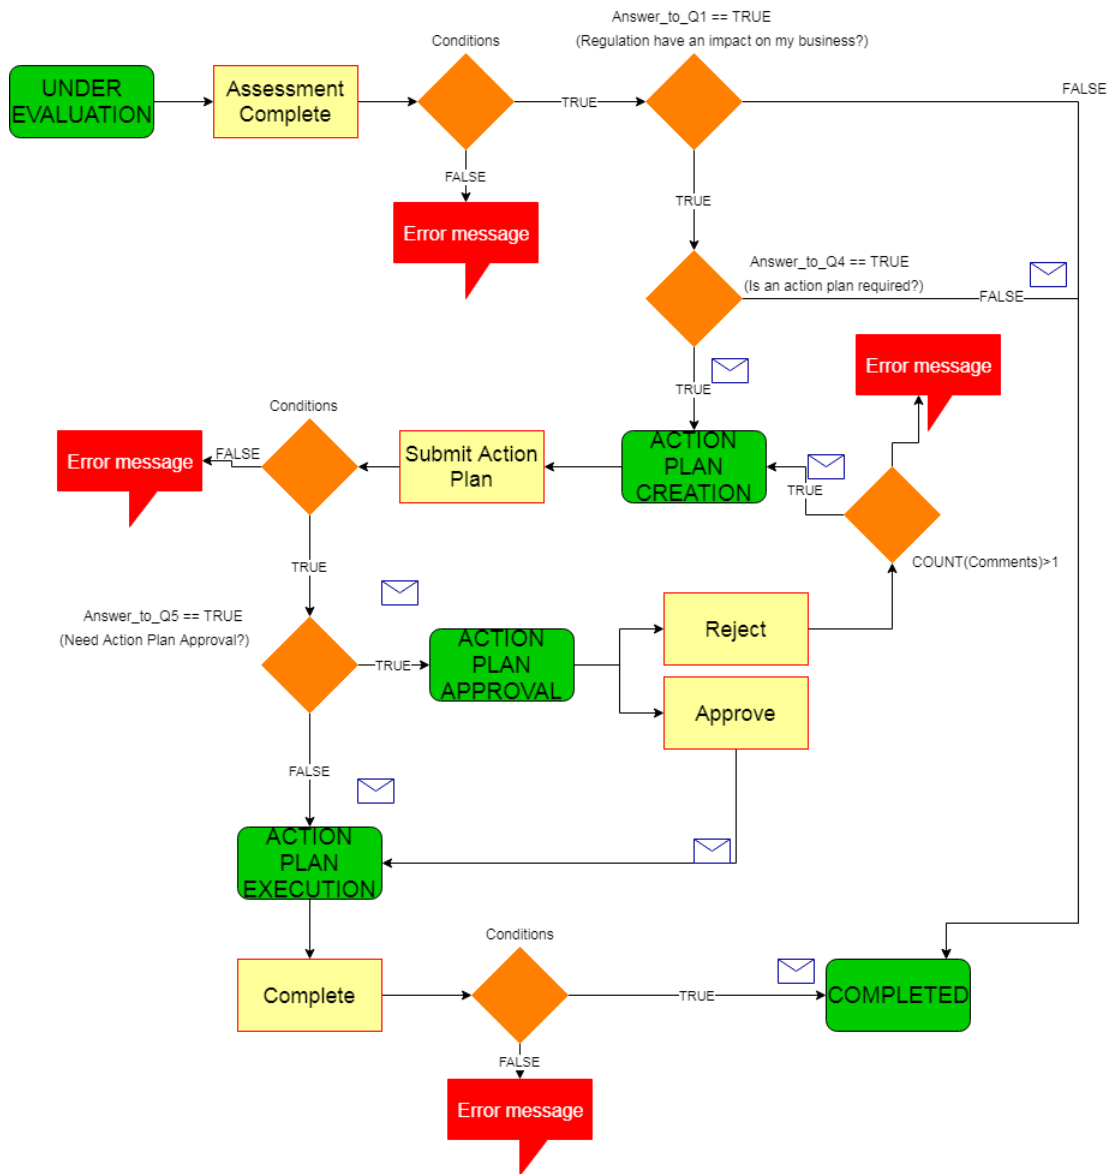 Answer_to_Q1 == TRUE
(Regulation have an impact on my business?)
Conditions
UNDER
EVALUATION
Assessment
Complete
TRUE
FALSE
FALSE
Error message
TRUE
Answer_to_Q4 == TRUE
(Is an action plan required?)
FALSE
Error message
TRUE
Conditions
Error message
FALSE
Submit Action
Plan
ACTION
PLAN
CREATION
TRUE
COUNT(Comments)>1
TRUE
Answer_to_Q5 == TRUE
(Need Action Plan Approval?)
TRUE
ACTION
PLAN
APPROVAL
Reject
Approve
FALSE
ACTION
PLAN
EXECUTION
Conditions
Complete
TRUE
COMPLETED
FALSE
Error message